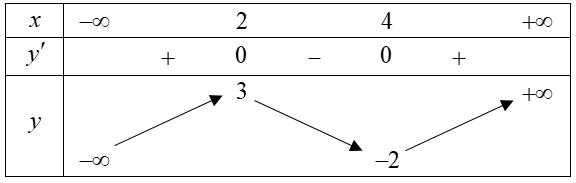 x −∞ 2 4 +∞
y′ + 0 − 0 +
3 +∞
y
−∞ −2